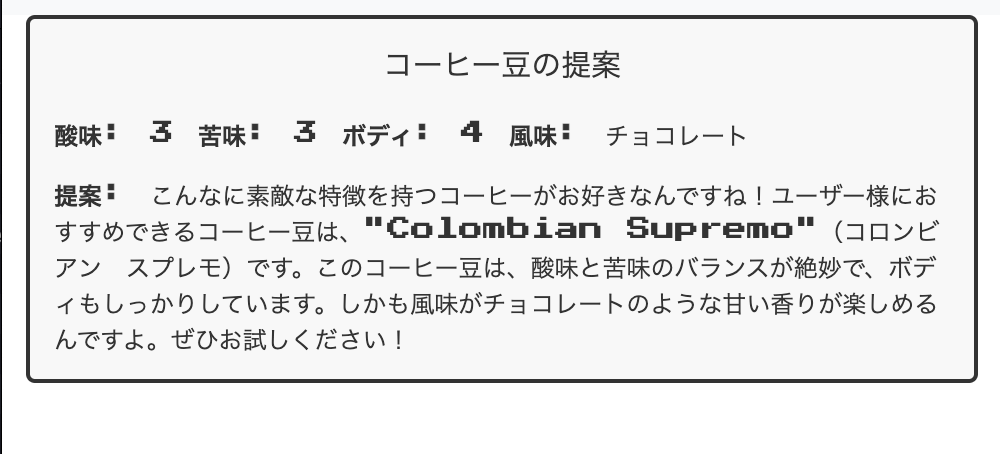 コーヒー豆の提案
酸味: 3 苦味: 3 ボディ: 4 風味: チョコレート
提案: こんなに素敵な特徴を持つコーヒーがお好きなんですね！ユーザー様にお
すすめできるコーヒー豆は、"Colombian Supremo"（コロンビ
アン　スプレモ）です。このコーヒー豆は、酸味と苦味のバランスが絶妙で、ボデ
ィもしっかりしています。しかも風味がチョコレートのような甘い香りが楽しめる
んですよ。ぜひお試しください！